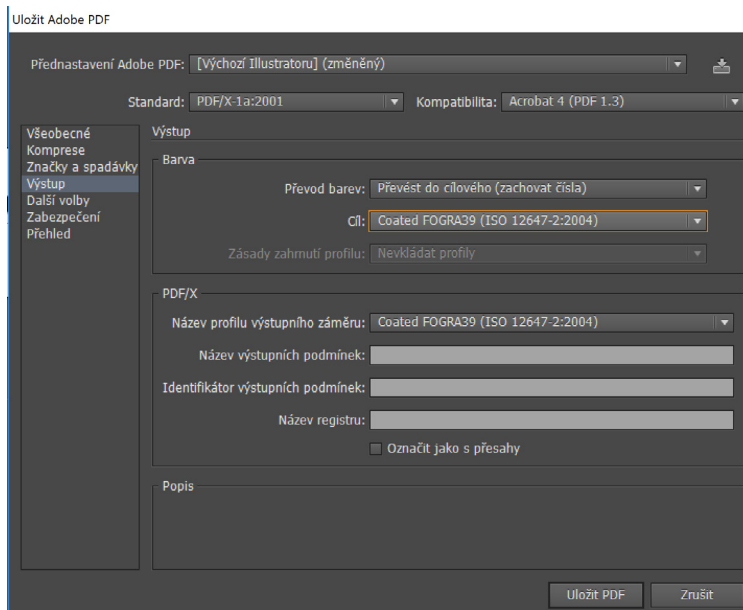 Uložit Adobe PDF
Přednastavení Adobe PDF: [Výchozí Illustratoru] (změněný)
Standard: PDF/X-1a:2001 Kompatibilita: Acrobat 4 (PDF 1.3)
Všeobecné
Komprese
Značky a spadávky
Výstup
Další volby
Zabezpečení
Přehled
Výstup
Barva
Převod barev: Převést do cílového (zachovat čísla)
Cíl: Coated FOGRA39 (ISO 12647-2:2004)
Zásady zahrnutí profilu: Nevkládat profily
PDF/X
Název profilu výstupního záměru: Coated FOGRA39 (ISO 12647-2:2004)
Název výstupních podmínek:
Identifikátor výstupních podmínek:
Název registru:
Označit jako s přesahy
Popis
Uložit PDF Zrušit